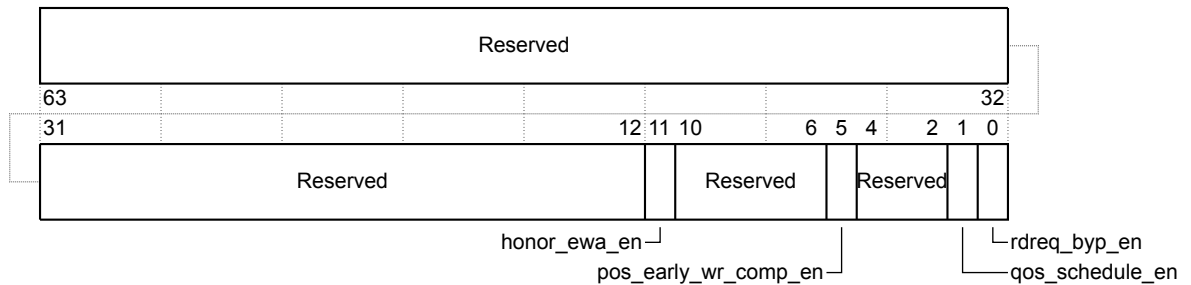 Reserved
63 32
31 12 11 10 6 5 4 2 1 0
Reserved Reserved Reserved
honor_ewa_en rdreq_byp_en
pos_early_wr_comp_en qos_schedule_en